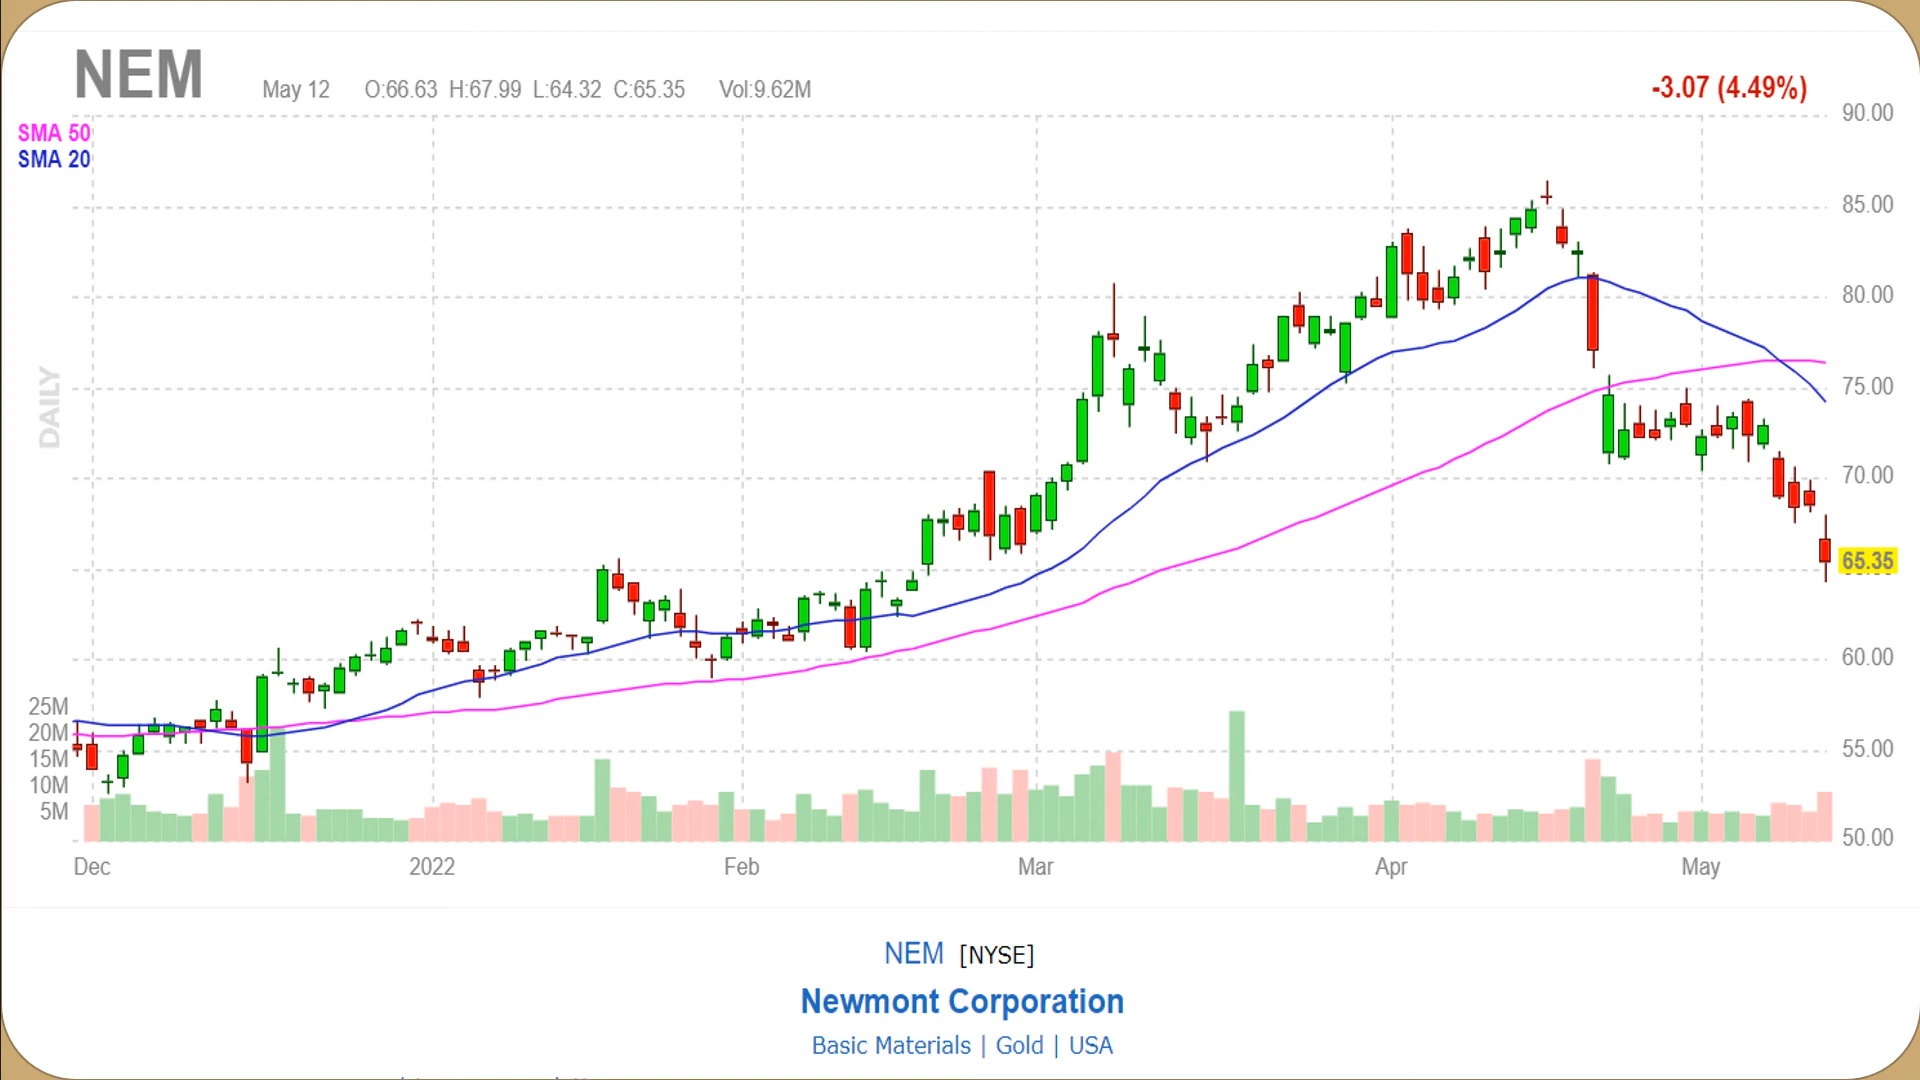 NEM May 12 O:66.63 H:67.99 L:64.32 C:65.35 Vol:9.62M -3.07 (4.49%)
SMA 50
SMA 20
DAILY
90.00
85.00
80.00
75.00
70.00
65.35
60.00
55.00
50.00
25M
20M
15M
10M
5M
Dec 2022 Feb Mar Apr May
NEM [NYSE]
Newmont Corporation
Basic Materials | Gold | USA